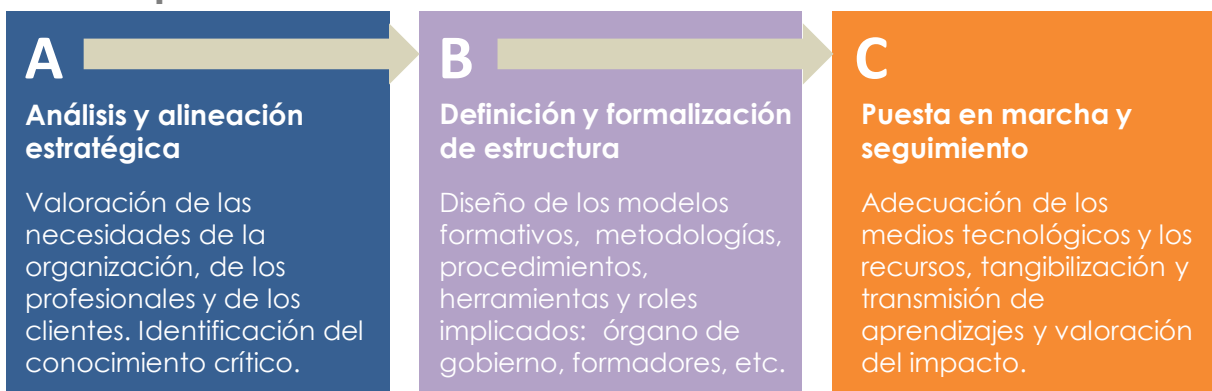 A
Análisis y alineación
estratégica
Valoración de las
necesidades de la
organización, de los
profesionales y de los
clientes. Identificación del
conocimiento crítico.
B
Definición y formalización
de estructura
Diseño de los modelos
formativos, metodologías,
procedimientos,
herramientas y roles
implicados: órgano de
gobierno, formadores, etc.
C
Puesta en marcha y
seguimiento
Adecuación de los
medios tecnológicos y los
recursos, tangibilización y
transmisión de
aprendizajes y valoración
del impacto.